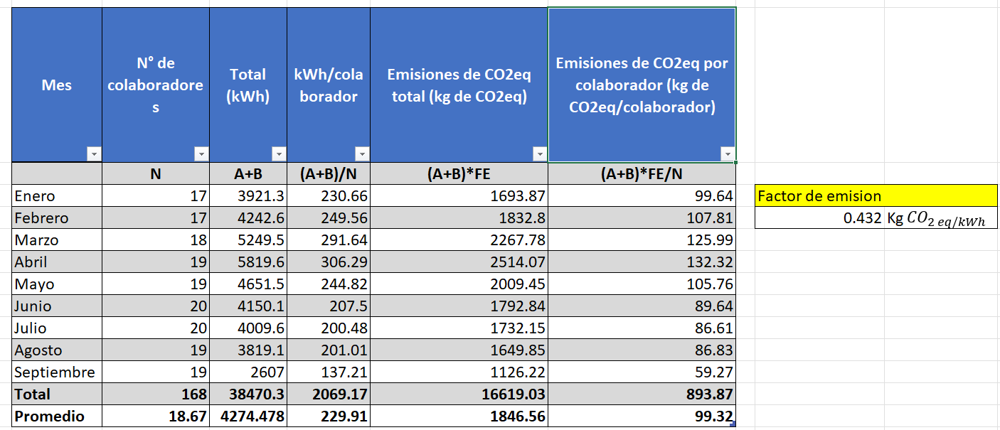 Mes N° de colaboradores Total (kWh) kWh/colaborador Emisiones de CO2eq total (kg de CO2eq) Emisiones de CO2eq por colaborador (kg de CO2eq/colaborador)
N A+B (A+B)/N (A+B)*FE (A+B)*FE/N
Enero 17 3921.3 230.66 1693.87 99.64 Factor de emision
Febrero 17 4242.6 249.56 1832.8 107.81 0.432 Kg CO2 eq/kWh
Marzo 18 5249.5 291.64 2267.78 125.99
Abril 19 5819.6 306.29 2514.07 132.32
Mayo 19 4651.5 244.82 2009.45 105.76
Junio 20 4150.1 207.5 1792.84 89.64
Julio 20 4009.6 200.48 1732.15 86.61
Agosto 19 3819.1 201.01 1649.85 86.83
Septiembre 19 2607 137.21 1126.22 59.27
Total 168 38470.3 2069.17 16619.03 893.87
Promedio 18.67 4274.478 229.91 1846.56 99.32